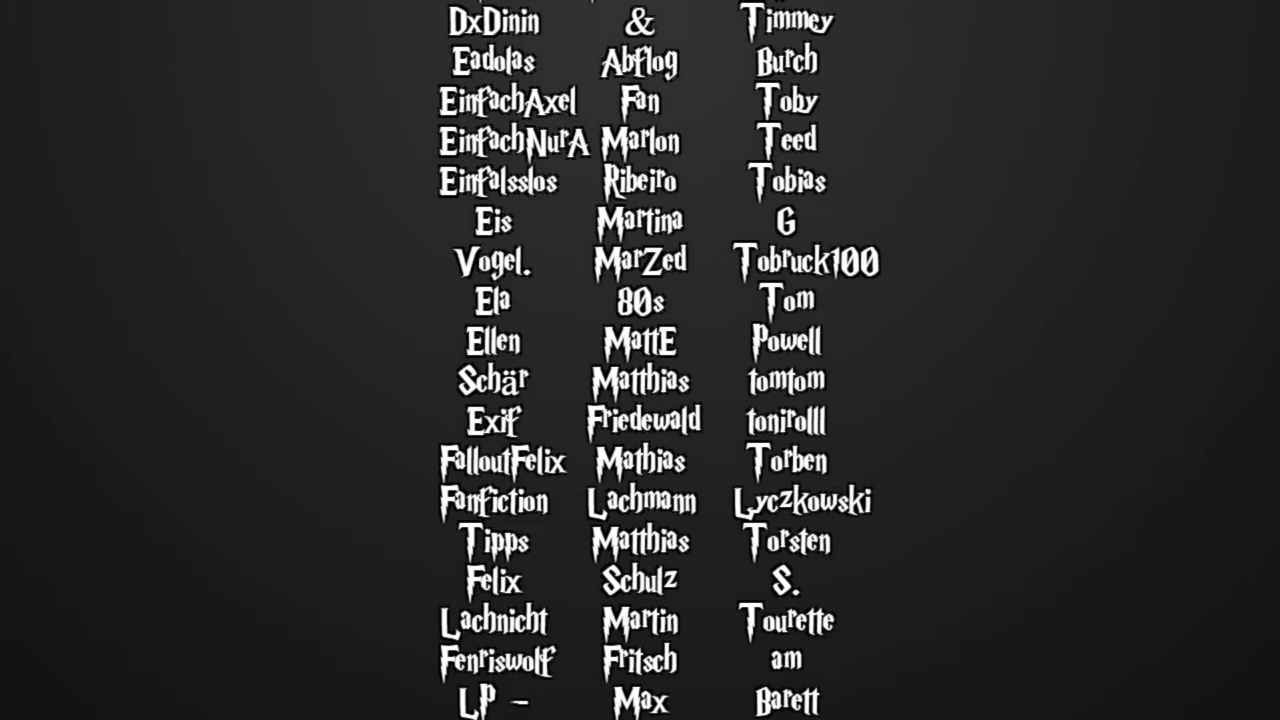 DxDinin & Timmey
Eadolas Abflog Burch
EinfachAxel Fan Toby
EinfachNurA Marlon Teed
Einfalsslos Ribeiro Tobias
Eis Martina G
Vogel. MarZed Tobruck100
Ela 80s Tom
Ellen MattE Powell
Schär Matthias tomtom
Exif Friedewald tonirolll
FalloutFelix Mathias Torben
Fanfiction Lachmann Lyczkowski
Tipps Matthias Torsten
Felix Schulz S.
Lachnicht Martin Tourette
Fenriswolf Fritsch am
LP - Max Barett